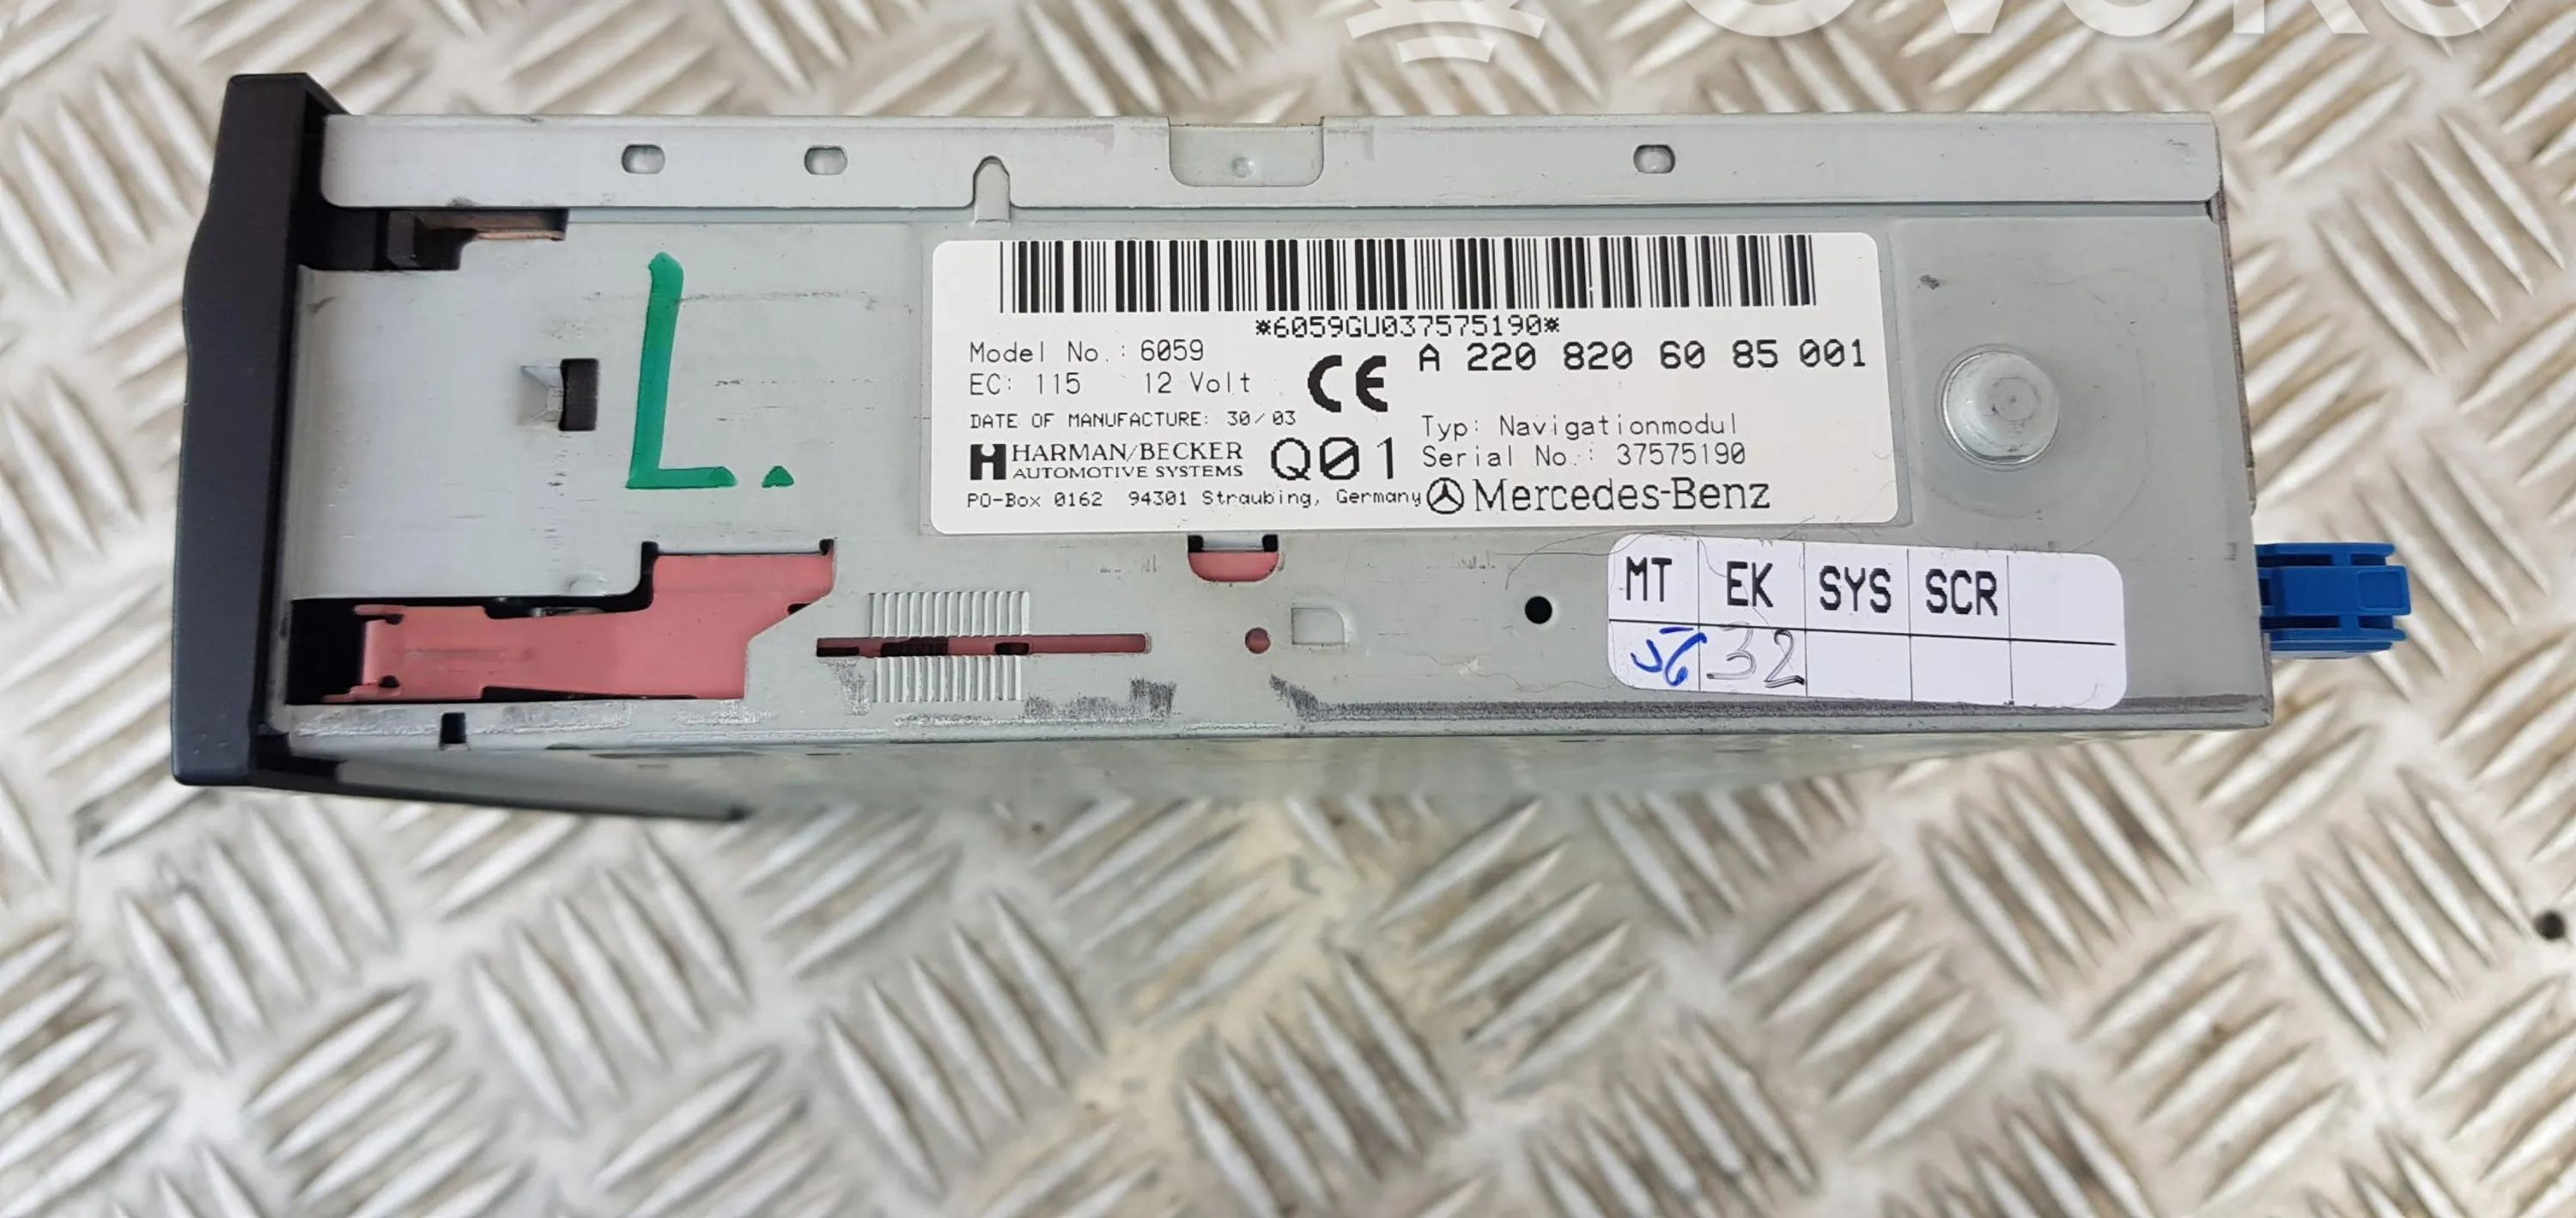 L.
*6059GU037575190*
Model No.: 6059
A 220 820 60 85 001
EC: 115 12 Volt
CE
DATE OF MANUFACTURE: 30/03
Typ: Navigationmodul
HARMAN/BECKER
AUTOMOTIVE SYSTEMS
Q01
Serial No.: 37575190
PO-Box 0162 94301 Straubing, Germany
Mercedes-Benz
MT EK SYS SCR
32